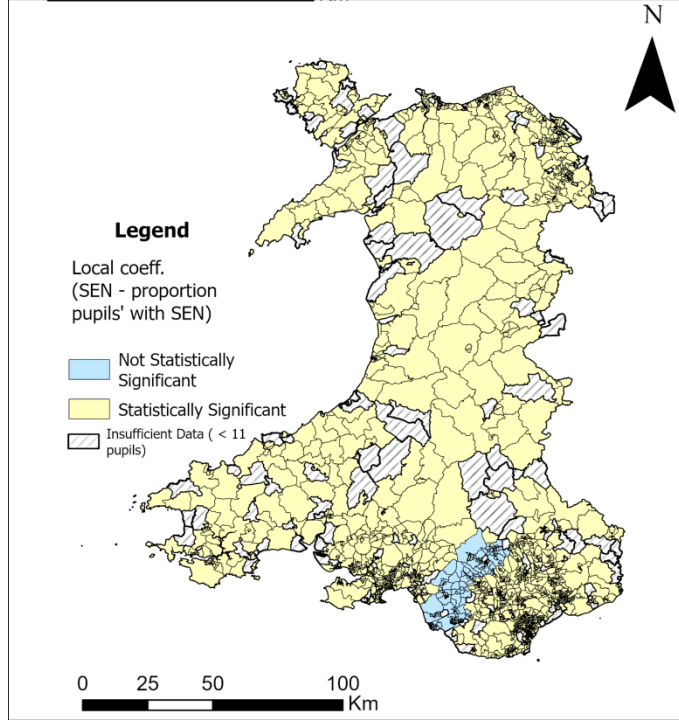 N
Legend
Local coeff.
(SEN - proportion
pupils' with SEN)
Not Statistically
Significant
Statistically Significant
Insufficient Data ( < 11
pupils)
0 25 50 100
Km